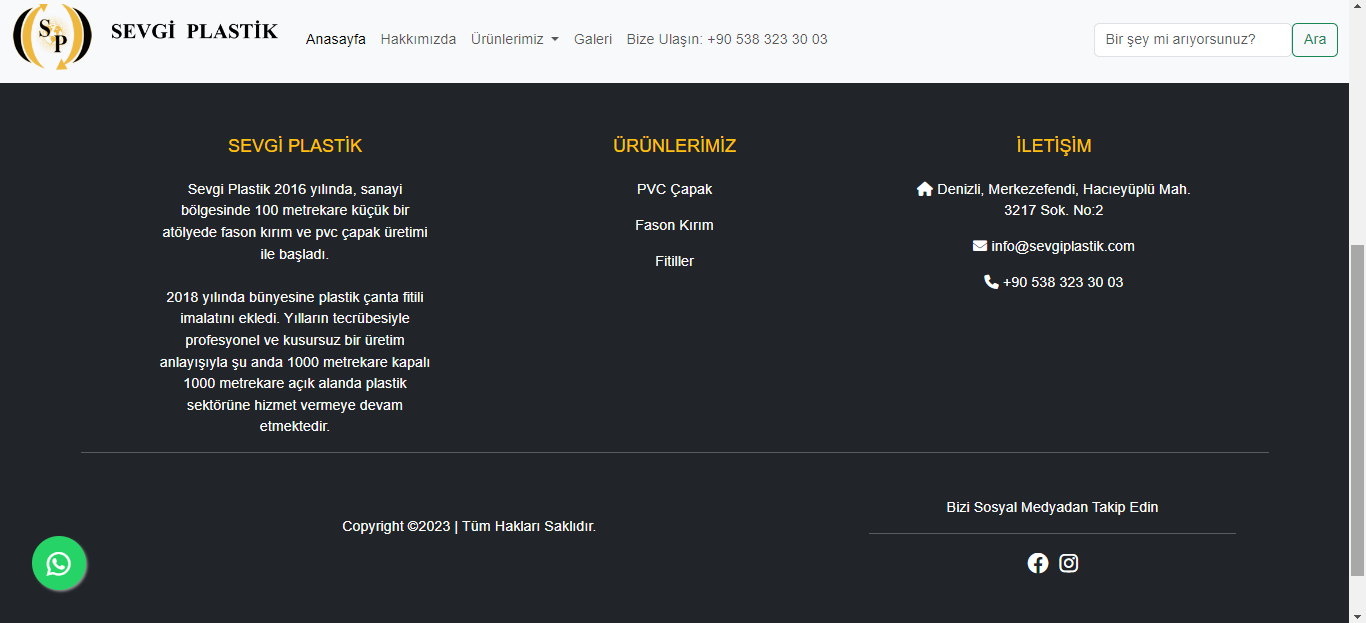 SP
SEVGİ PLASTİK
Anasayfa Hakkımızda Ürünlerimiz Galeri Bize Ulaşın: +90 538 323 30 03
Bir şey mi arıyorsunuz? Ara
SEVGİ PLASTİK
Sevgi Plastik 2016 yılında, sanayi
bölgesinde 100 metrekare küçük bir
atölyede fason kırım ve pvc çapak üretimi
ile başladı.
2018 yılında bünyesine plastik çanta fitili
imalatını ekledi. Yılların tecrübesiyle
profesyonel ve kusursuz bir üretim
anlayışıyla şu anda 1000 metrekare kapalı
1000 metrekare açık alanda plastik
sektörüne hizmet vermeye devam
etmektedir.
ÜRÜNLERİMİZ
PVC Çapak
Fason Kırım
Fitiller
İLETİŞİM
Denizli, Merkezefendi, Hacıeyüplü Mah.
3217 Sok. No:2
info@sevgiplastik.com
+90 538 323 30 03
Copyright ©2023 | Tüm Hakları Saklıdır.
Bizi Sosyal Medyadan Takip Edin